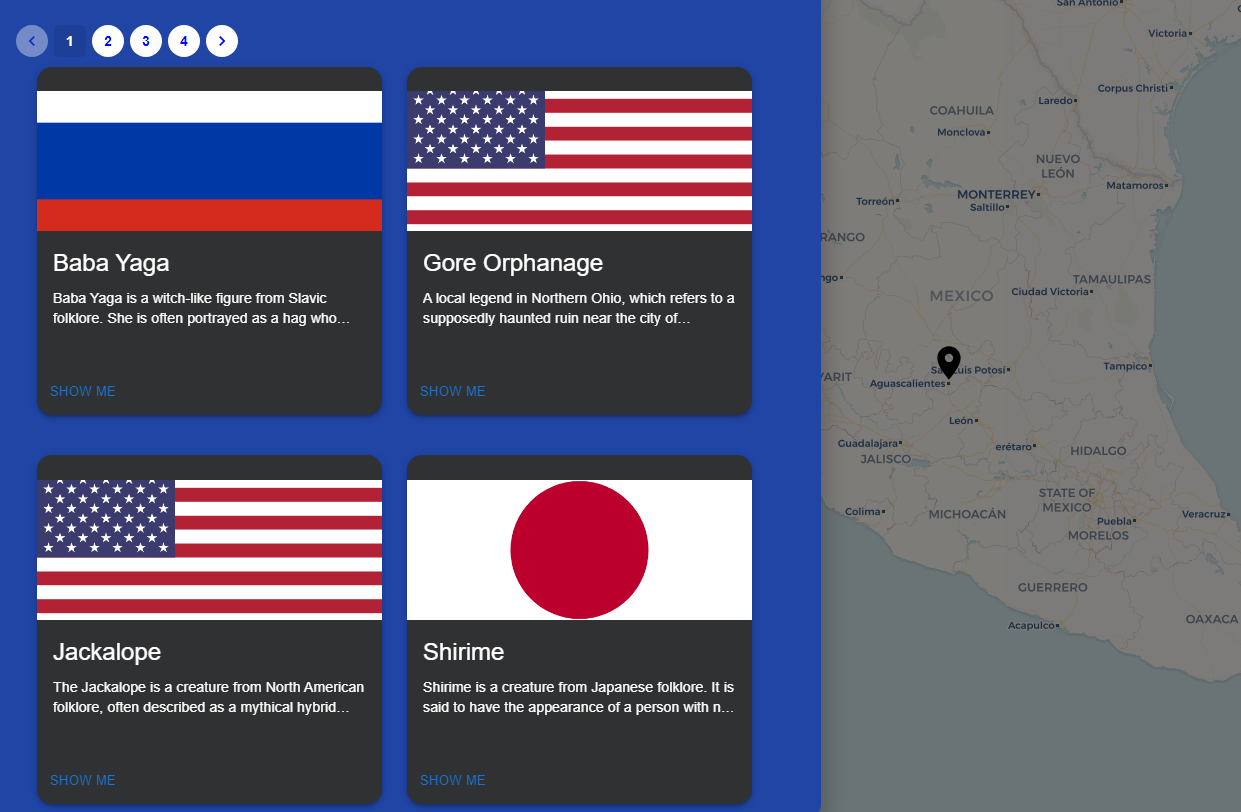 1 2 3 4
Baba Yaga
Baba Yaga is a witch-like figure from Slavic
folklore. She is often portrayed as a hag who...
SHOW ME
Gore Orphanage
A local legend in Northern Ohio, which refers to a
supposedly haunted ruin near the city of...
SHOW ME
Jackalope
The Jackalope is a creature from North American
folklore, often described as a mythical hybrid...
SHOW ME
Shirime
Shirime is a creature from Japanese folklore. It is
said to have the appearance of a person with n...
SHOW ME
San Antonio
Victoria
Corpus Christi
Laredo
COAHUILA
Monclova
NUEVO
LEÓN
Matamoros
MONTERREY
Saltillo
Torreón
RANGO
TAMAULIPAS
ngo
Ciudad Victoria
MEXICO
Tampico
San Luis Potosí
YARIT
Aguascalientes
León
Guadalajara
JALISCO
erétaro
HIDALGO
STATE OF
MEXICO
Colima
MICHOACÁN
Puebla
Veracruz
MORELOS
GUERRERO
OAXACA
Acapulco